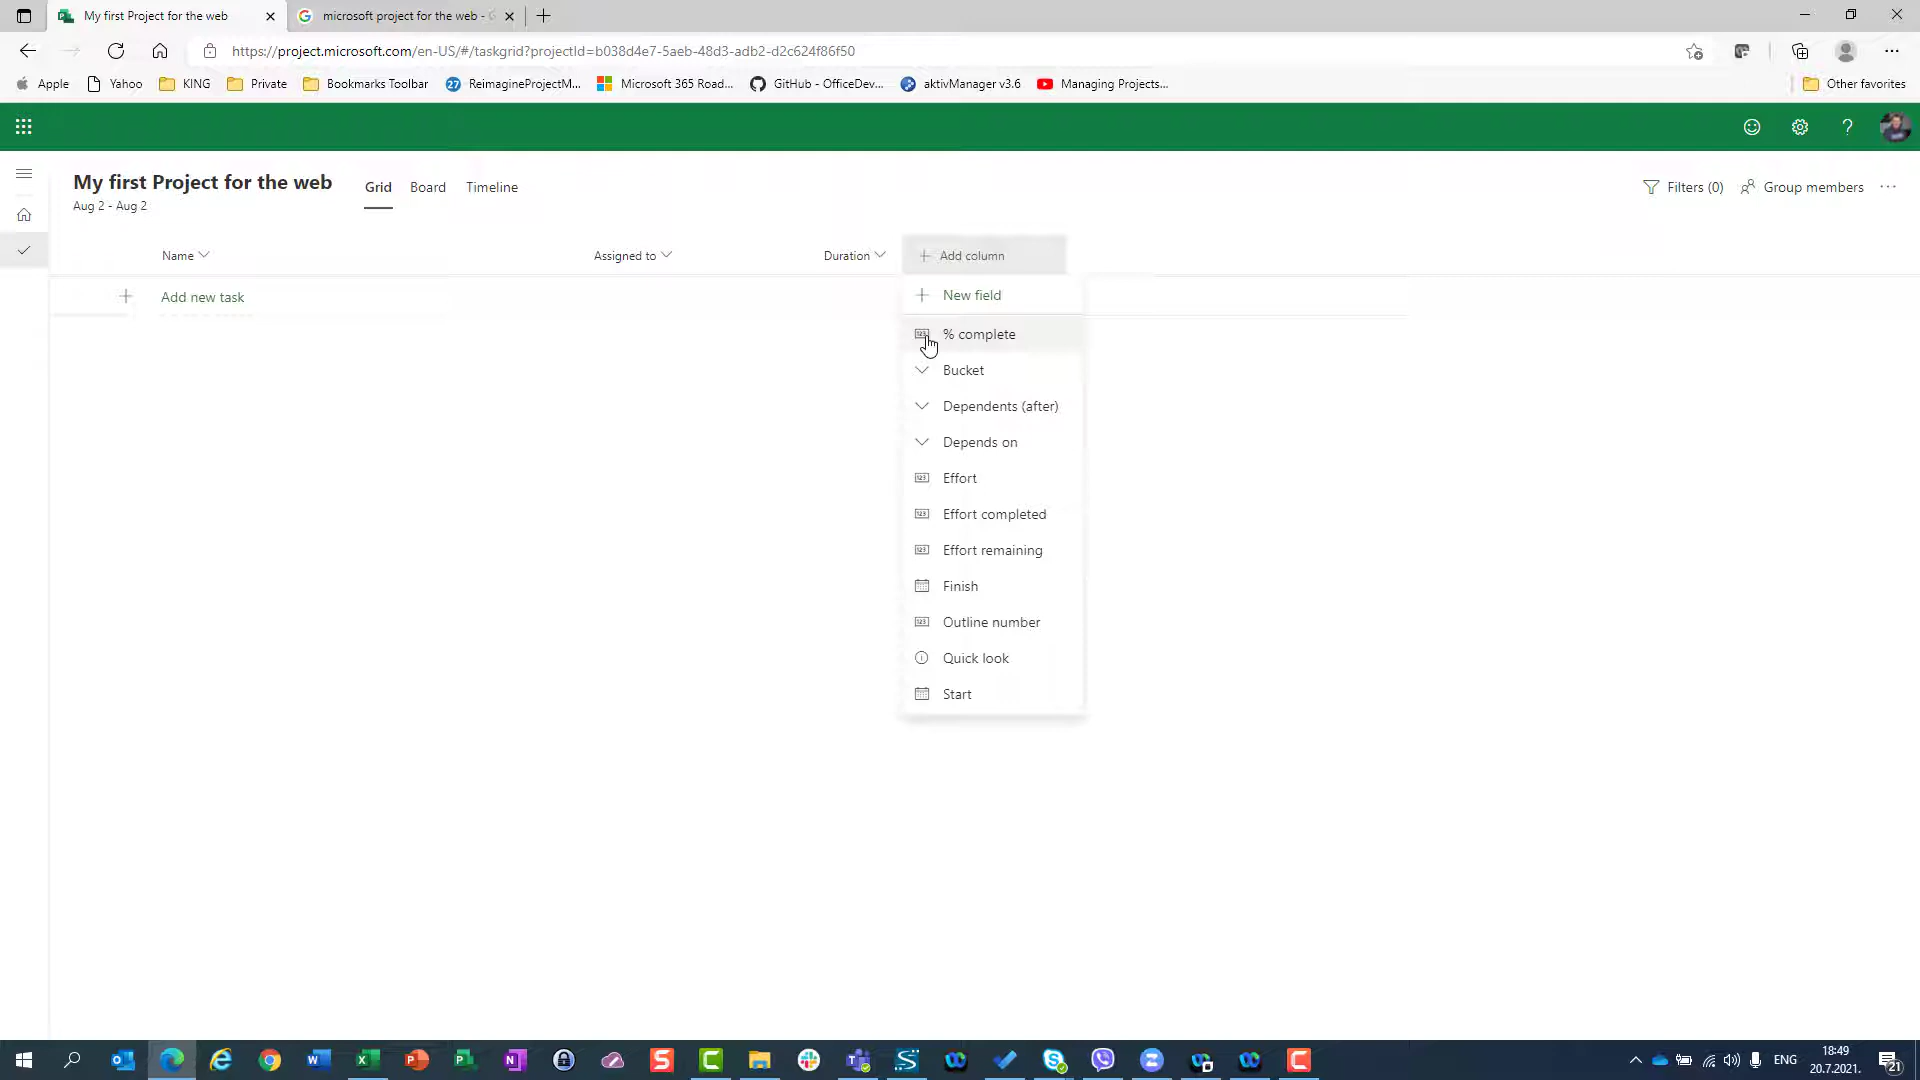 My first Project for the web
microsoft project for the web - G
https://project.microsoft.com/en-US/#/taskgrid?projectId=b038d4e7-5aeb-48d3-adb2-d2c624f86f50
Apple Yahoo KING Private Bookmarks Toolbar 27 ReimagineProjectM... Microsoft 365 Road... GitHub - OfficeDev... aktivManager v3.6 Managing Projects... Other favorites
My first Project for the web
Grid Board Timeline
Filters (0) Group members
Aug 2 - Aug 2
Name Assigned to Duration Add column
Add new task
New field
% complete
Bucket
Dependents (after)
Depends on
Effort
Effort completed
Effort remaining
Finish
Outline number
Quick look
Start
ENG
18:49
20.7.2021.
21